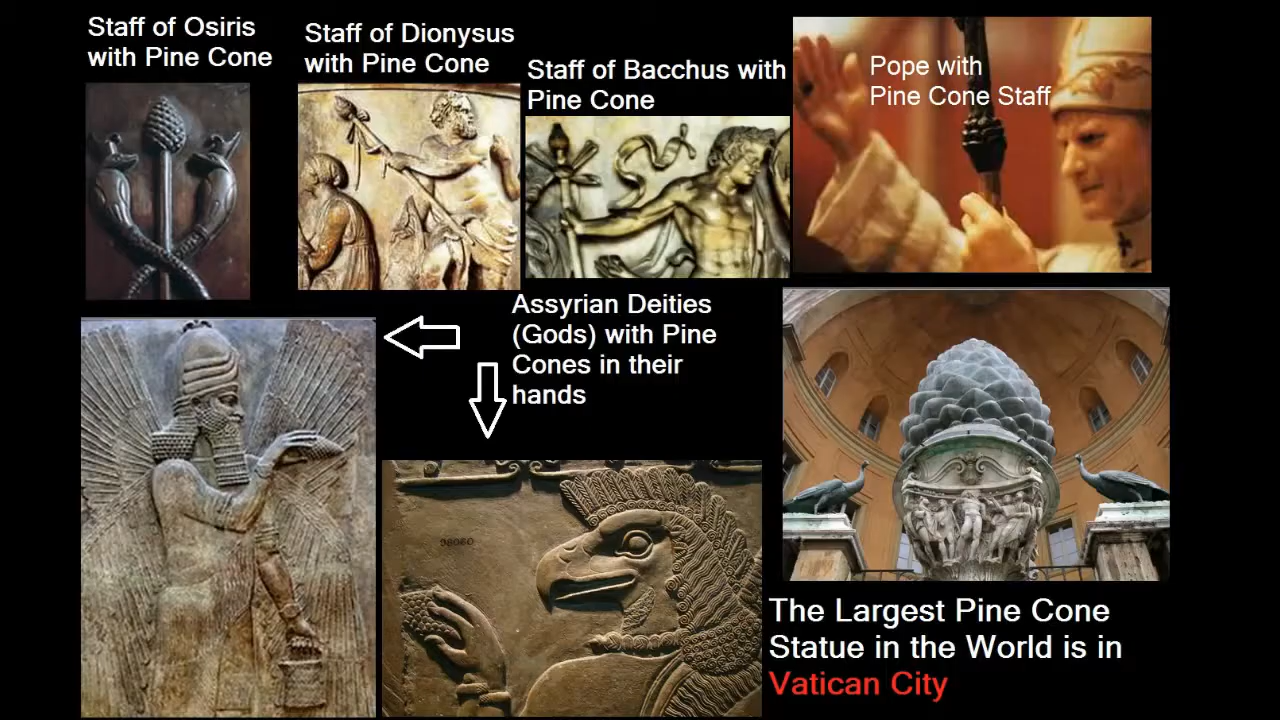 Staff of Osiris
with Pine Cone
Staff of Dionysus
with Pine Cone
Staff of Bacchus with
Pine Cone
Pope with
Pine Cone Staff
Assyrian Deities
(Gods) with Pine
Cones in their
hands
98060
The Largest Pine Cone
Statue in the World is in
Vatican City